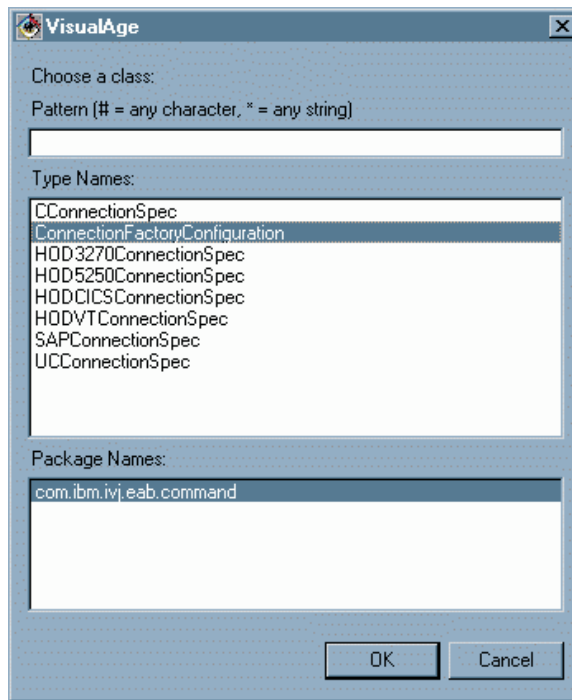 VisualAge
Choose a class:
Pattern (# = any character, * = any string)
Type Names:
CConnectionSpec
ConnectionFactoryConfiguration
HOD3270ConnectionSpec
HOD5250ConnectionSpec
HODCICSConnectionSpec
HODVTConnectionSpec
SAPConnectionSpec
UCConnectionSpec
Package Names:
com.ibm.ivj.eab.command
OK
Cancel